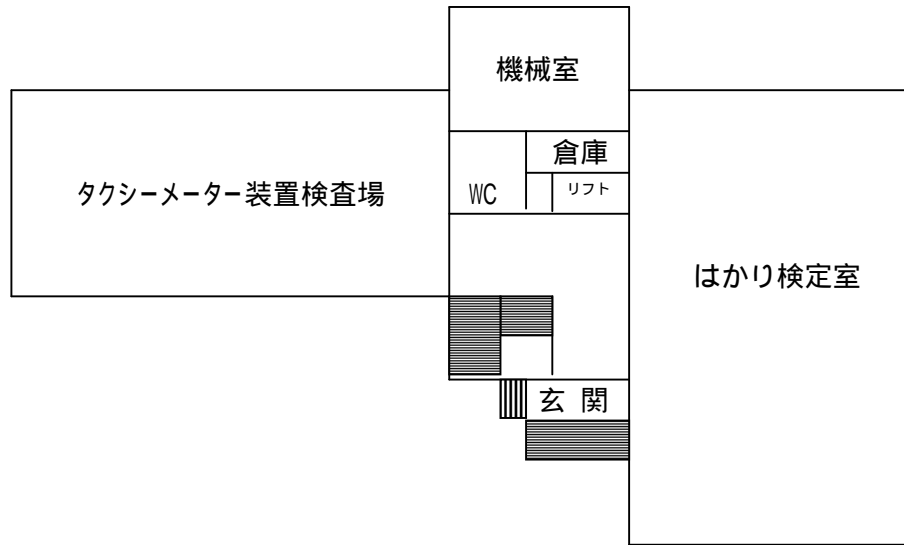 機械室
倉庫
タクシーメーター装置検査場
WC
リフト
はかり検定室
玄 関